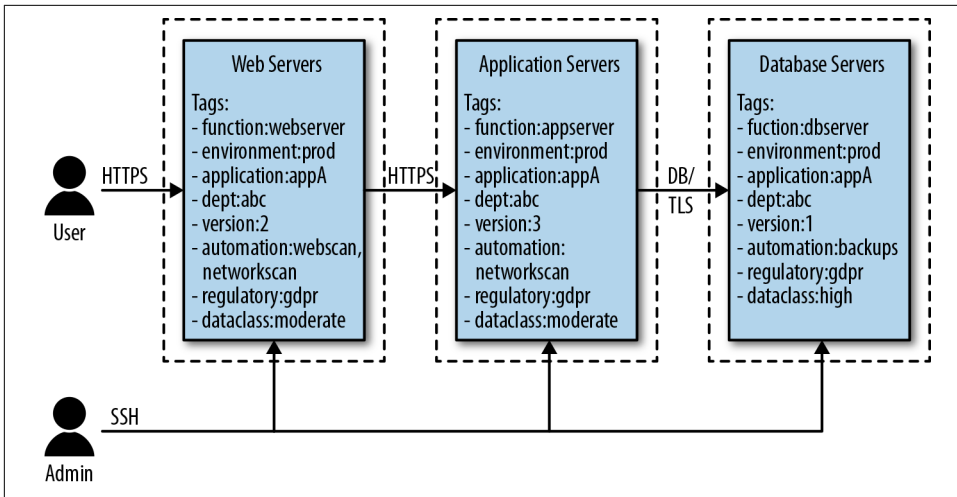 Web Servers
Tags:
- function:webserver
- environment:prod
- application:appA
- dept:abc
- version:2
- automation:webscan,
networkscan
- regulatory:gdpr
- dataclass:moderate
Application Servers
Tags:
- function:appserver
- environment:prod
- application:appA
- dept:abc
- version:3
- automation:
networkscan
- regulatory:gdpr
- dataclass:moderate
Database Servers
Tags:
- fuction:dbserver
- environment:prod
- application:appA
- dept:abc
- version:1
- automation:backups
- regulatory:gdpr
- dataclass:high
HTTPS
User
HTTPS
DB/
TLS
SSH
Admin